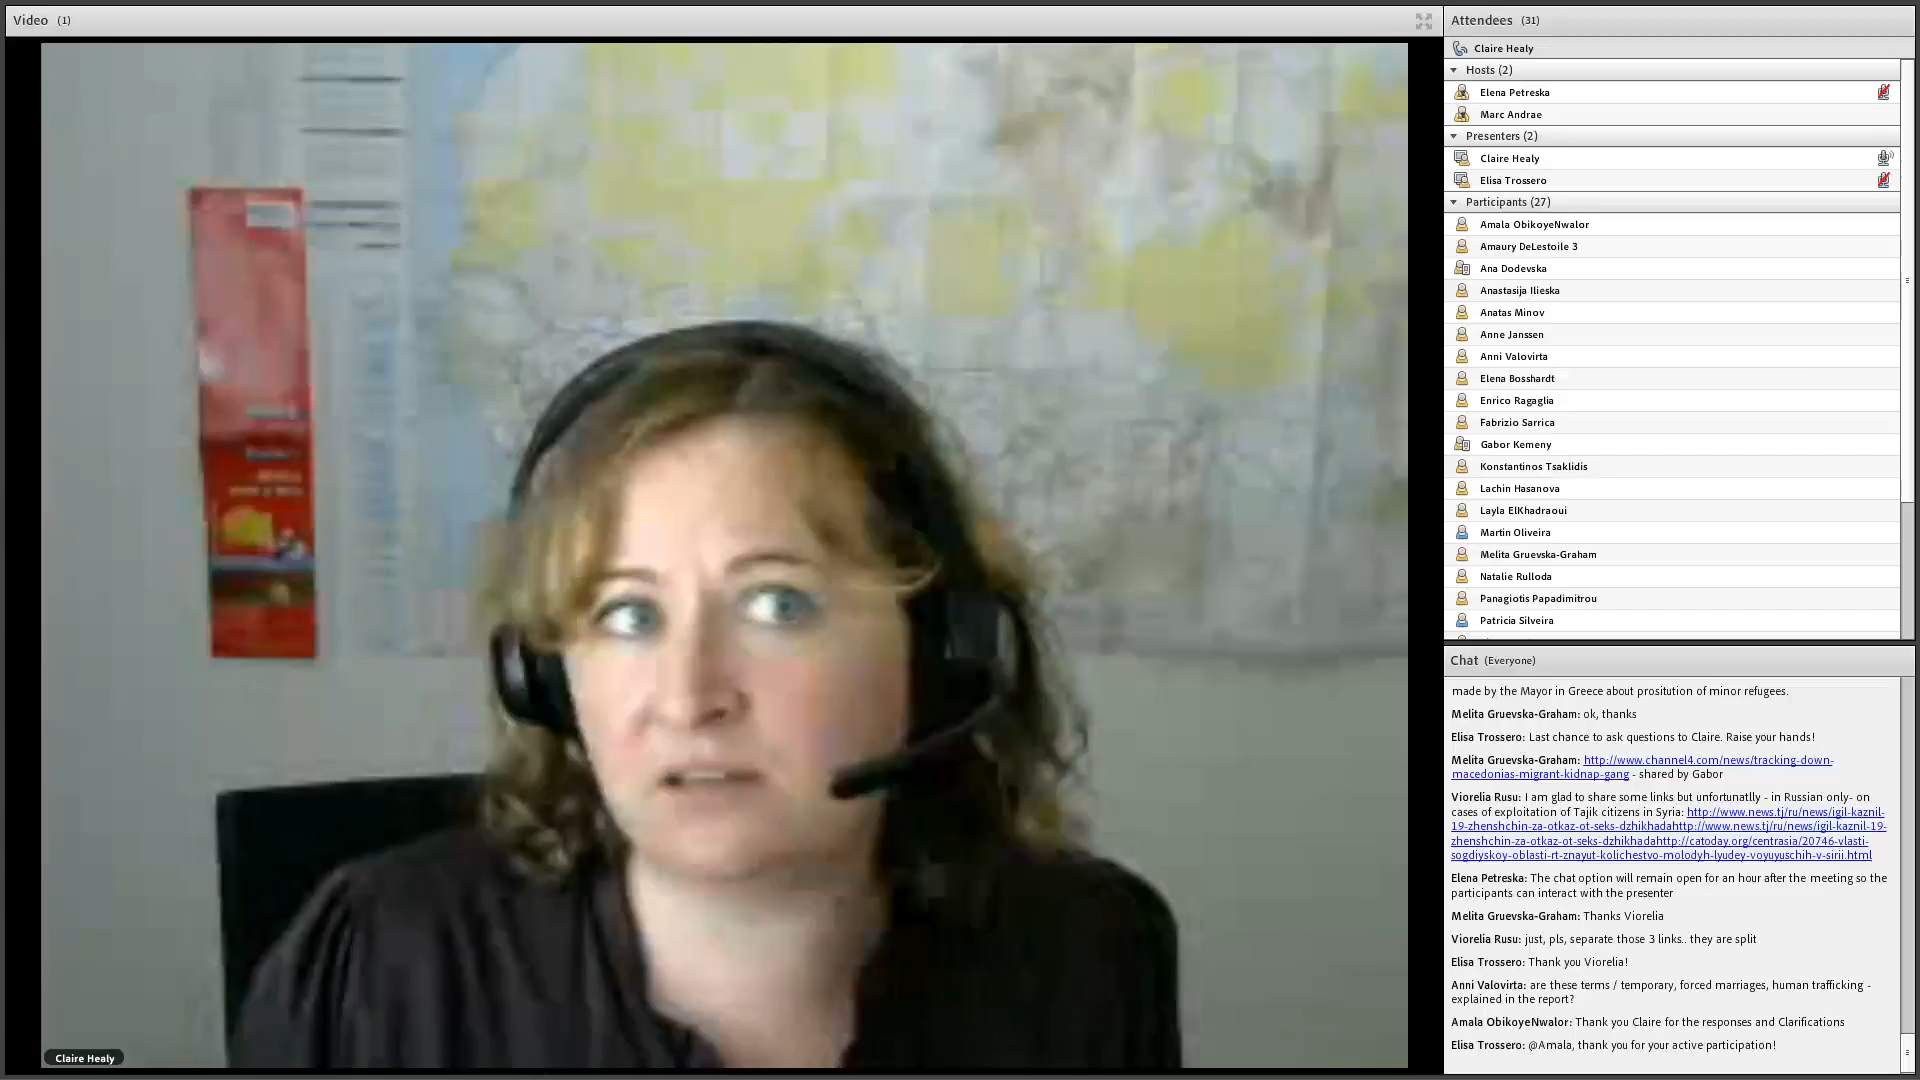 Video (1)
Claire Healy
Attendees (31)
Claire Healy
Hosts (2)
Elena Petreska
Marc Andrae
Presenters (2)
Claire Healy
Elisa Trossero
Participants (27)
Amala ObikoyeNwalor
Amaury DeLestoile 3
Ana Dodevska
Anastasija Ilieska
Anatas Minov
Anne Janssen
Anni Valovirta
Elena Bosshardt
Enrico Ragaglia
Fabrizio Sarrica
Gabor Kemeny
Konstantinos Tsaklidis
Lachin Hasanova
Layla ElKhadraoui
Martin Oliveira
Melita Gruevska-Graham
Natalie Rulloda
Panagiotis Papadimitrou
Patricia Silveira
Chat (Everyone)
made by the Mayor in Greece about prositution of minor refugees.
Melita Gruevska-Graham: ok, thanks
Elisa Trossero: Last chance to ask questions to Claire. Raise your hands!
Melita Gruevska-Graham: http://www.channel4.com/news/tracking-down-
macedonias-migrant-kidnap-gang - shared by Gabor
Viorelia Rusu: I am glad to share some links but unfortunatlly - in Russian only- on
cases of exploitation of Tajik citizens in Syria: http://www.news.tj/ru/news/igil-kaznil-
19-zhenshchin-za-otkaz-ot-seks-dzhikhadahttp://www.news.tj/ru/news/igil-kaznil-19-
zhenshchin-za-otkaz-ot-seks-dzhikhadahttp://catoday.org/centrasia/20746-vlasti-
sogdiyskoy-oblasti-rt-znayut-kolichestvo-molodyh-lyudey-voyuyuschih-v-sirii.html
Elena Petreska: The chat option will remain open for an hour after the meeting so the
participants can interact with the presenter
Melita Gruevska-Graham: Thanks Viorelia
Viorelia Rusu: just, pls, separate those 3 links.. they are split
Elisa Trossero: Thank you Viorelia!
Anni Valovirta: are these terms / temporary, forced marriages, human trafficking -
explained in the report?
Amala ObikoyeNwalor: Thank you Claire for the responses and Clarifications
Elisa Trossero: @Amala, thank you for your active participation!